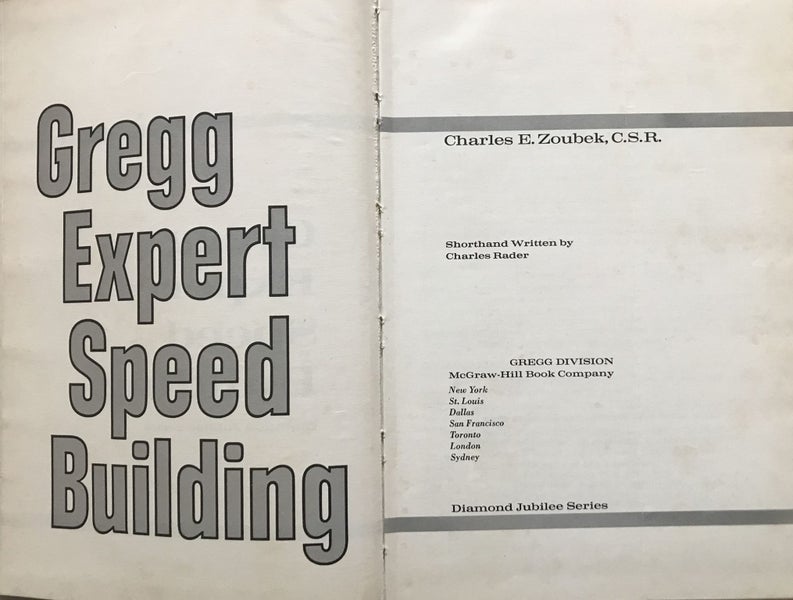 Gregg
Expert
Speed
Building
Charles E. Zoubek, C.S.R.
Shorthand Written by
Charles Rader
GREGG DIVISION
McGraw-Hill Book Company
New York
St. Louis
Dallas
San Francisco
Toronto
London
Sydney
Diamond Jubilee Series